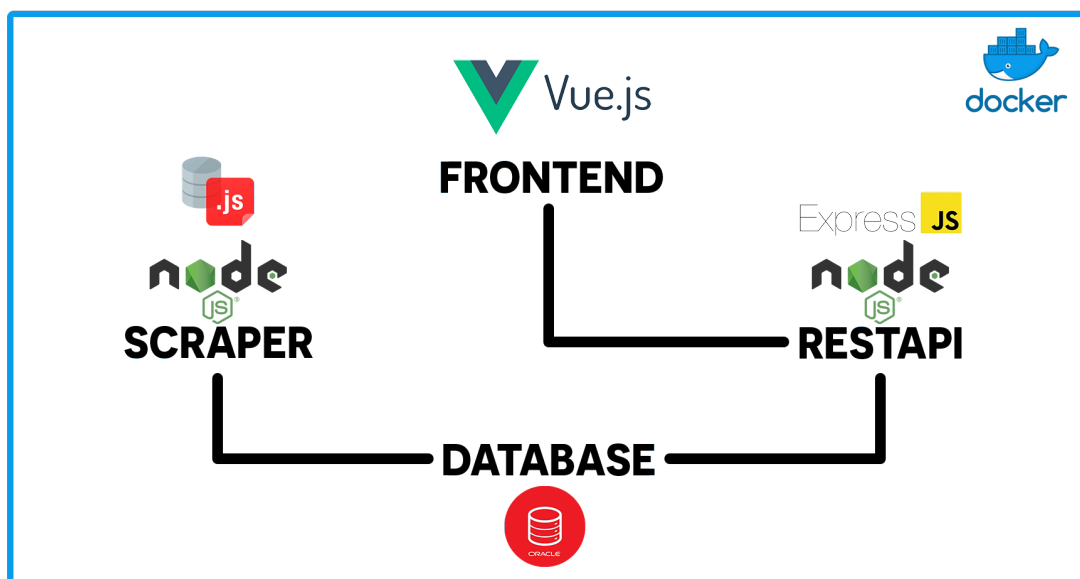 docker
Vue.js
FRONTEND
.js
node
JS®
SCRAPER
Express JS
node
JS®
RESTAPI
DATABASE
ORACLE